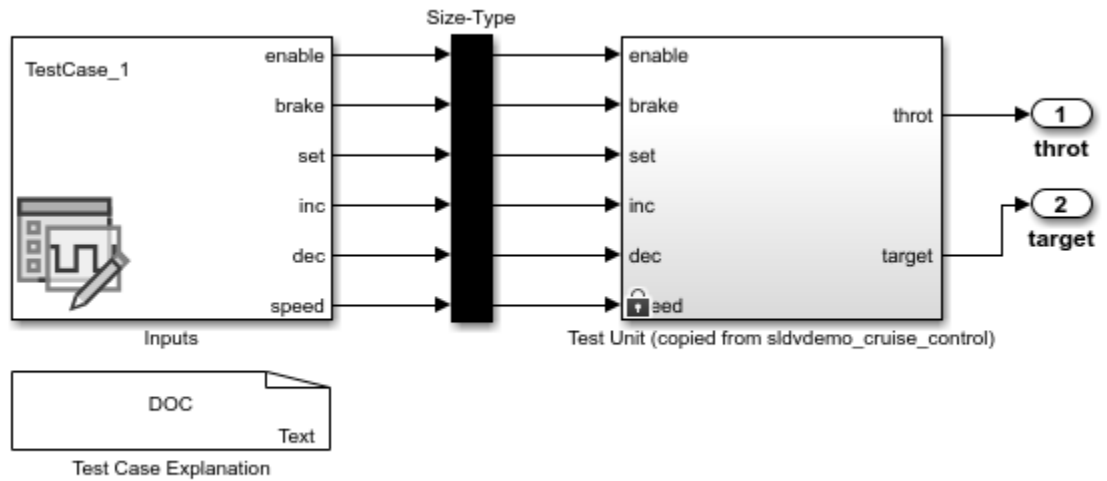 Size-Type
TestCase_1
enable
brake
set
inc
dec
speed
Inputs
enable
brake
set
inc
dec
eed
throt
target
Test Unit (copied from sldvdemo_cruise_control)
1
throt
2
target
DOC
Text
Test Case Explanation